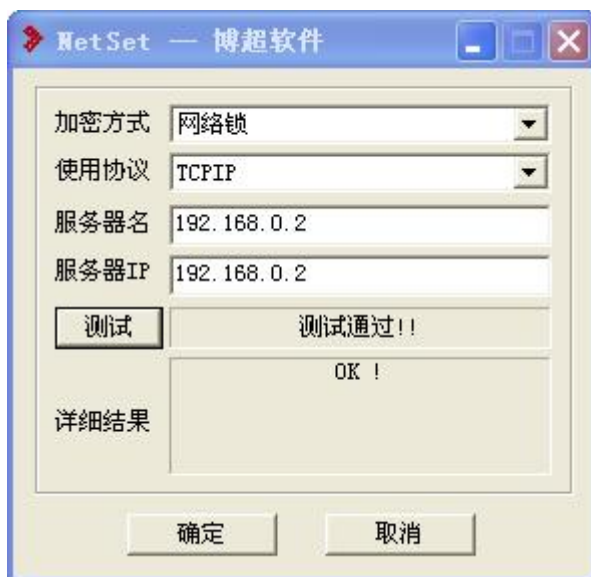 NetSet — 博超软件
加密方式 网络锁
使用协议 TCPIP
服务器名 192.168.0.2
服务器IP 192.168.0.2
测试 测试通过!!
OK !
详细结果
确定 取消